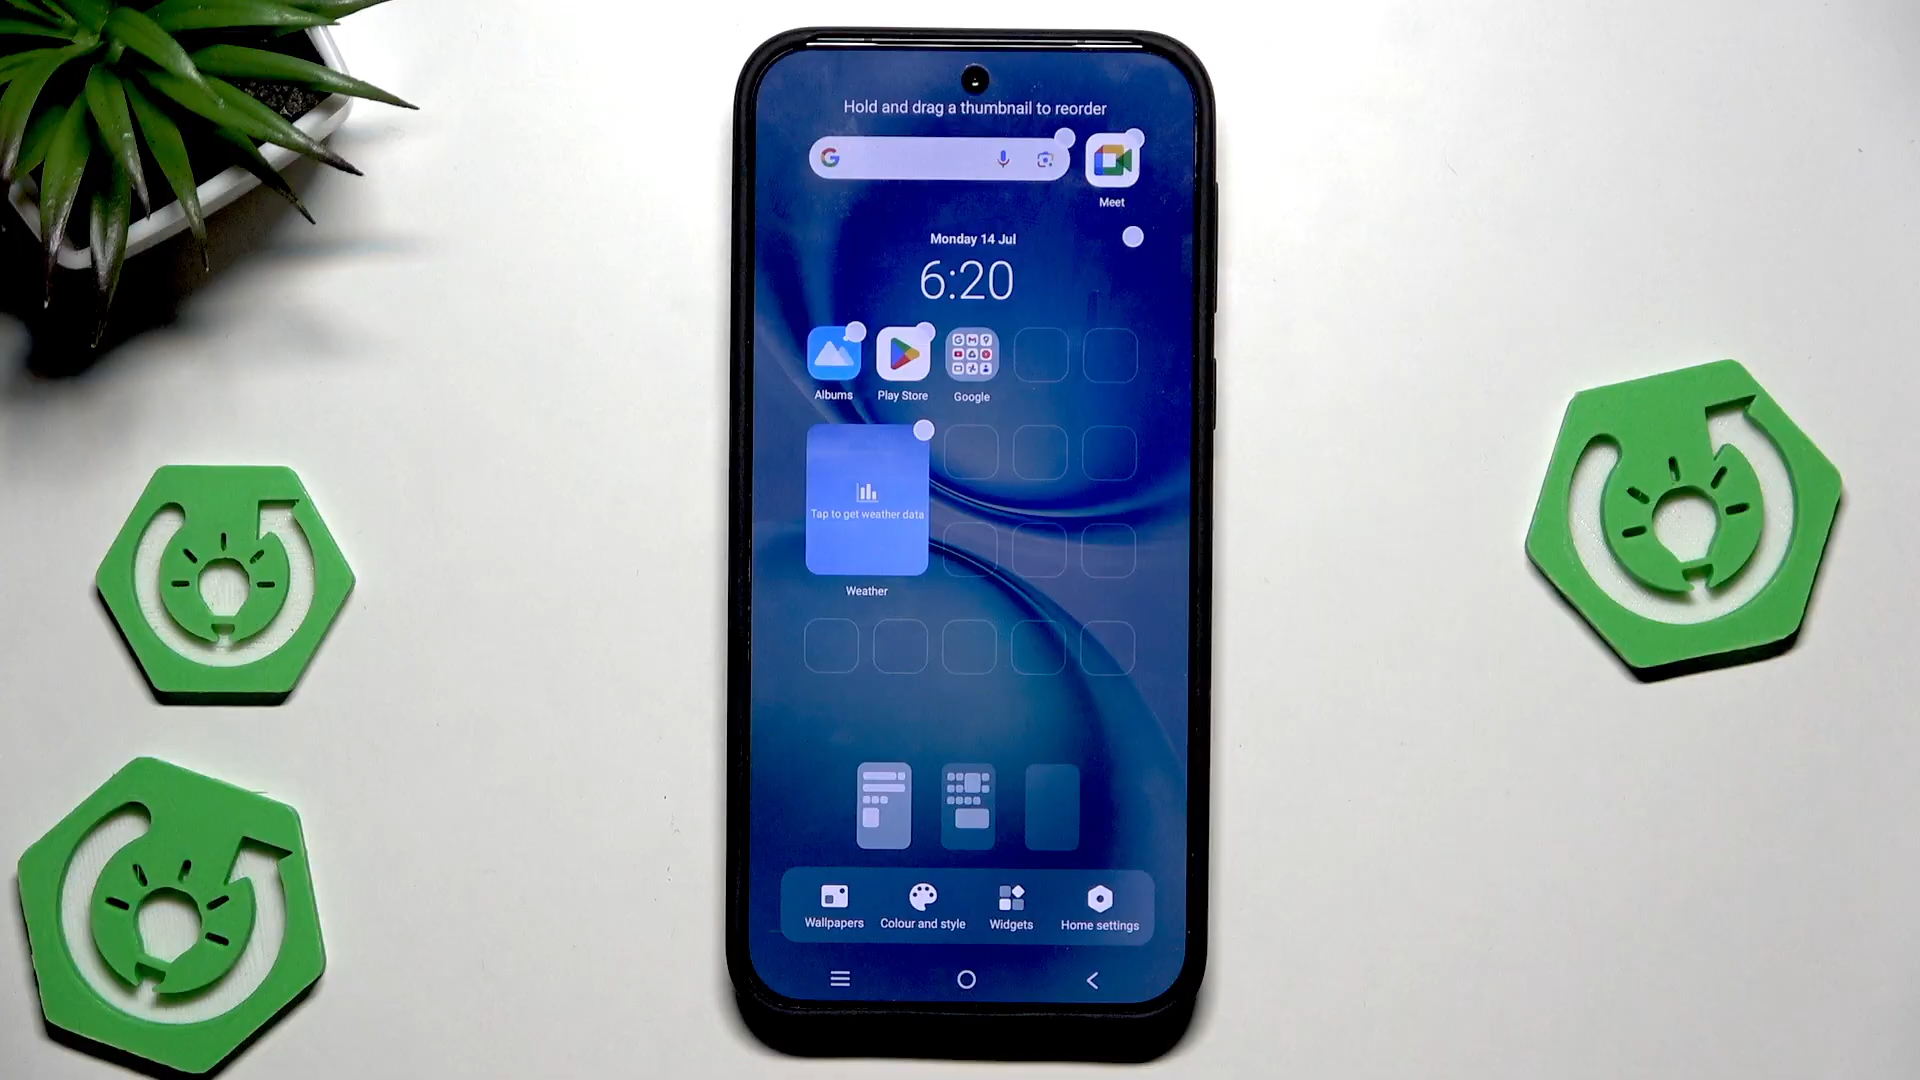 Hold and drag a thumbnail to reorder
Meet
Monday 14 Jul
6:20
Albums
Play Store
Google
Tap to get weather data
Weather
Wallpapers
Colour and style
Widgets
Home settings